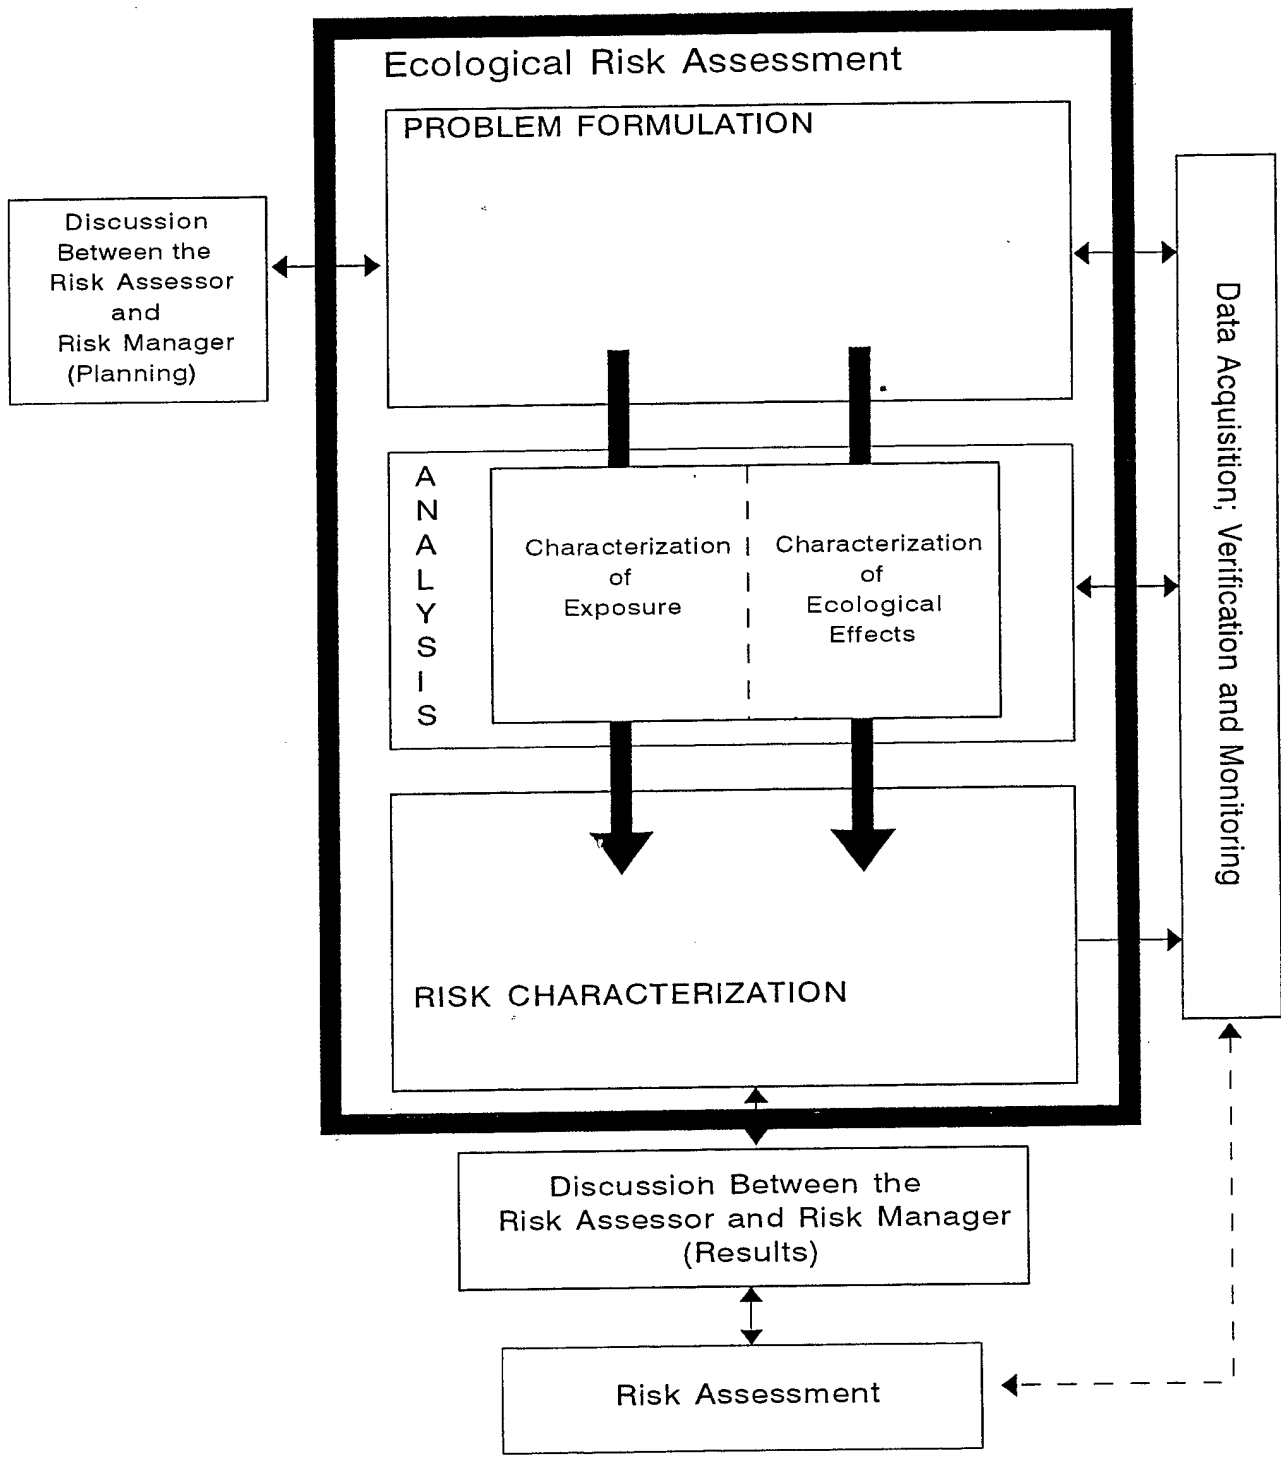 Ecological Risk Assessment
PROBLEM FORMULATION
Discussion
Between the
Risk Assessor
and
Risk Manager
(Planning)
Data Acquisition; Verification and Monitoring
ANALYSIS
Characterization
of
Exposure
Characterization
of
Ecological
Effects
RISK CHARACTERIZATION
Discussion Between the
Risk Assessor and Risk Manager
(Results)
Risk Assessment